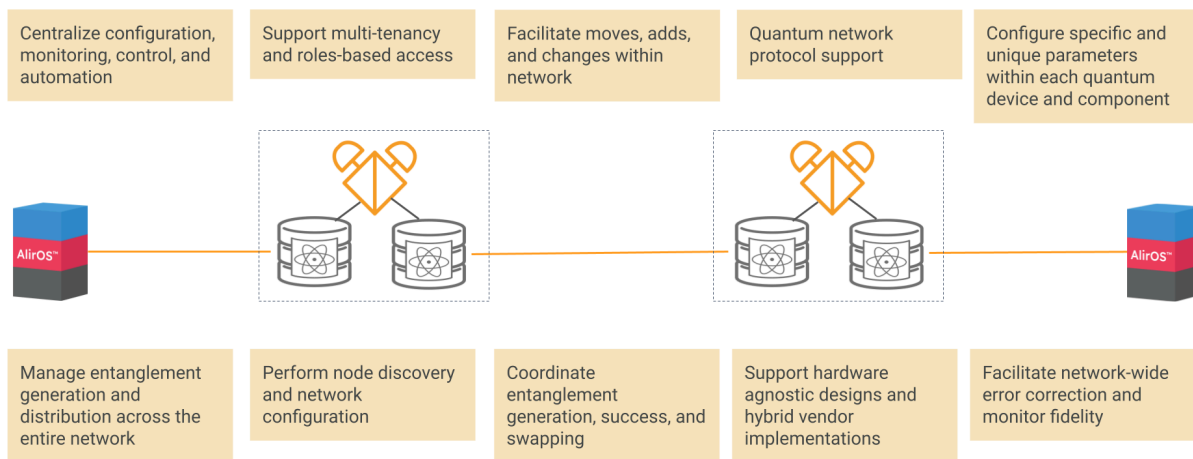 Centralize configuration,
monitoring, control, and
automation
Support multi-tenancy
and roles-based access
Facilitate moves, adds,
and changes within
network
Quantum network
protocol support
Configure specific and
unique parameters
within each quantum
device and component
AlirOS™
AlirOS™
Manage entanglement
generation and
distribution across the
entire network
Perform node discovery
and network
configuration
Coordinate
entanglement
generation, success, and
swapping
Support hardware
agnostic designs and
hybrid vendor
implementations
Facilitate network-wide
error correction and
monitor fidelity